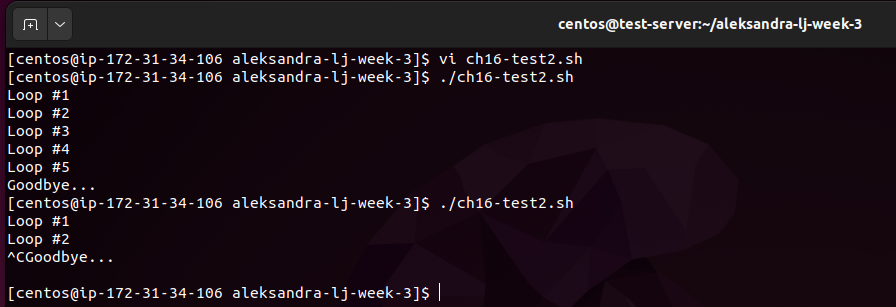 centos@test-server:~/aleksandra-lj-week-3
[centos@ip-172-31-34-106 aleksandra-lj-week-3]$ vi ch16-test2.sh
[centos@ip-172-31-34-106 aleksandra-lj-week-3]$ ./ch16-test2.sh
Loop #1
Loop #2
Loop #3
Loop #4
Loop #5
Goodbye...
[centos@ip-172-31-34-106 aleksandra-lj-week-3]$ ./ch16-test2.sh
Loop #1
Loop #2
^CGoodbye...
[centos@ip-172-31-34-106 aleksandra-lj-week-3]$